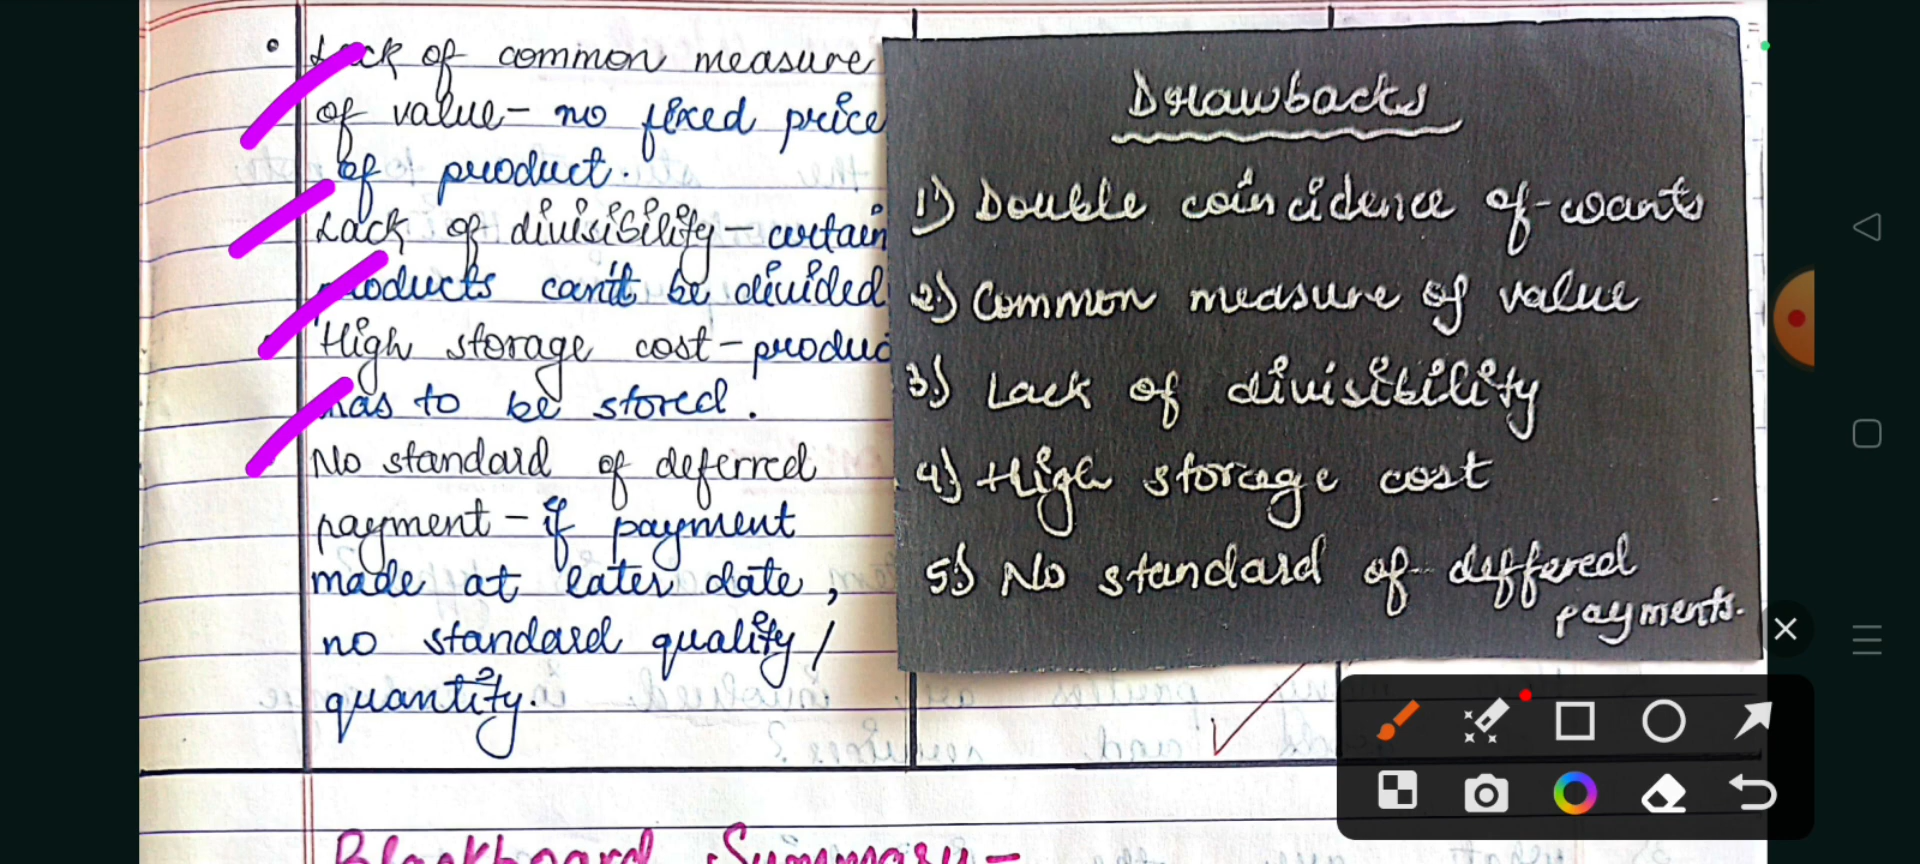 Lack of common measure
of value - no fixed price
of product.
Lack of divisibility - certain
products can't be divided
High storage cost - produc
has to be stored.
No standard of deferred
payment - if payment
made at later date,
no standard quality /
quantity.
Drawbacks
1) Double coincidence of wants
2) Common measure of value
3) Lack of divisibility
4) High storage cost
5) No standard of deffered
payments.
Blackboard Summary -